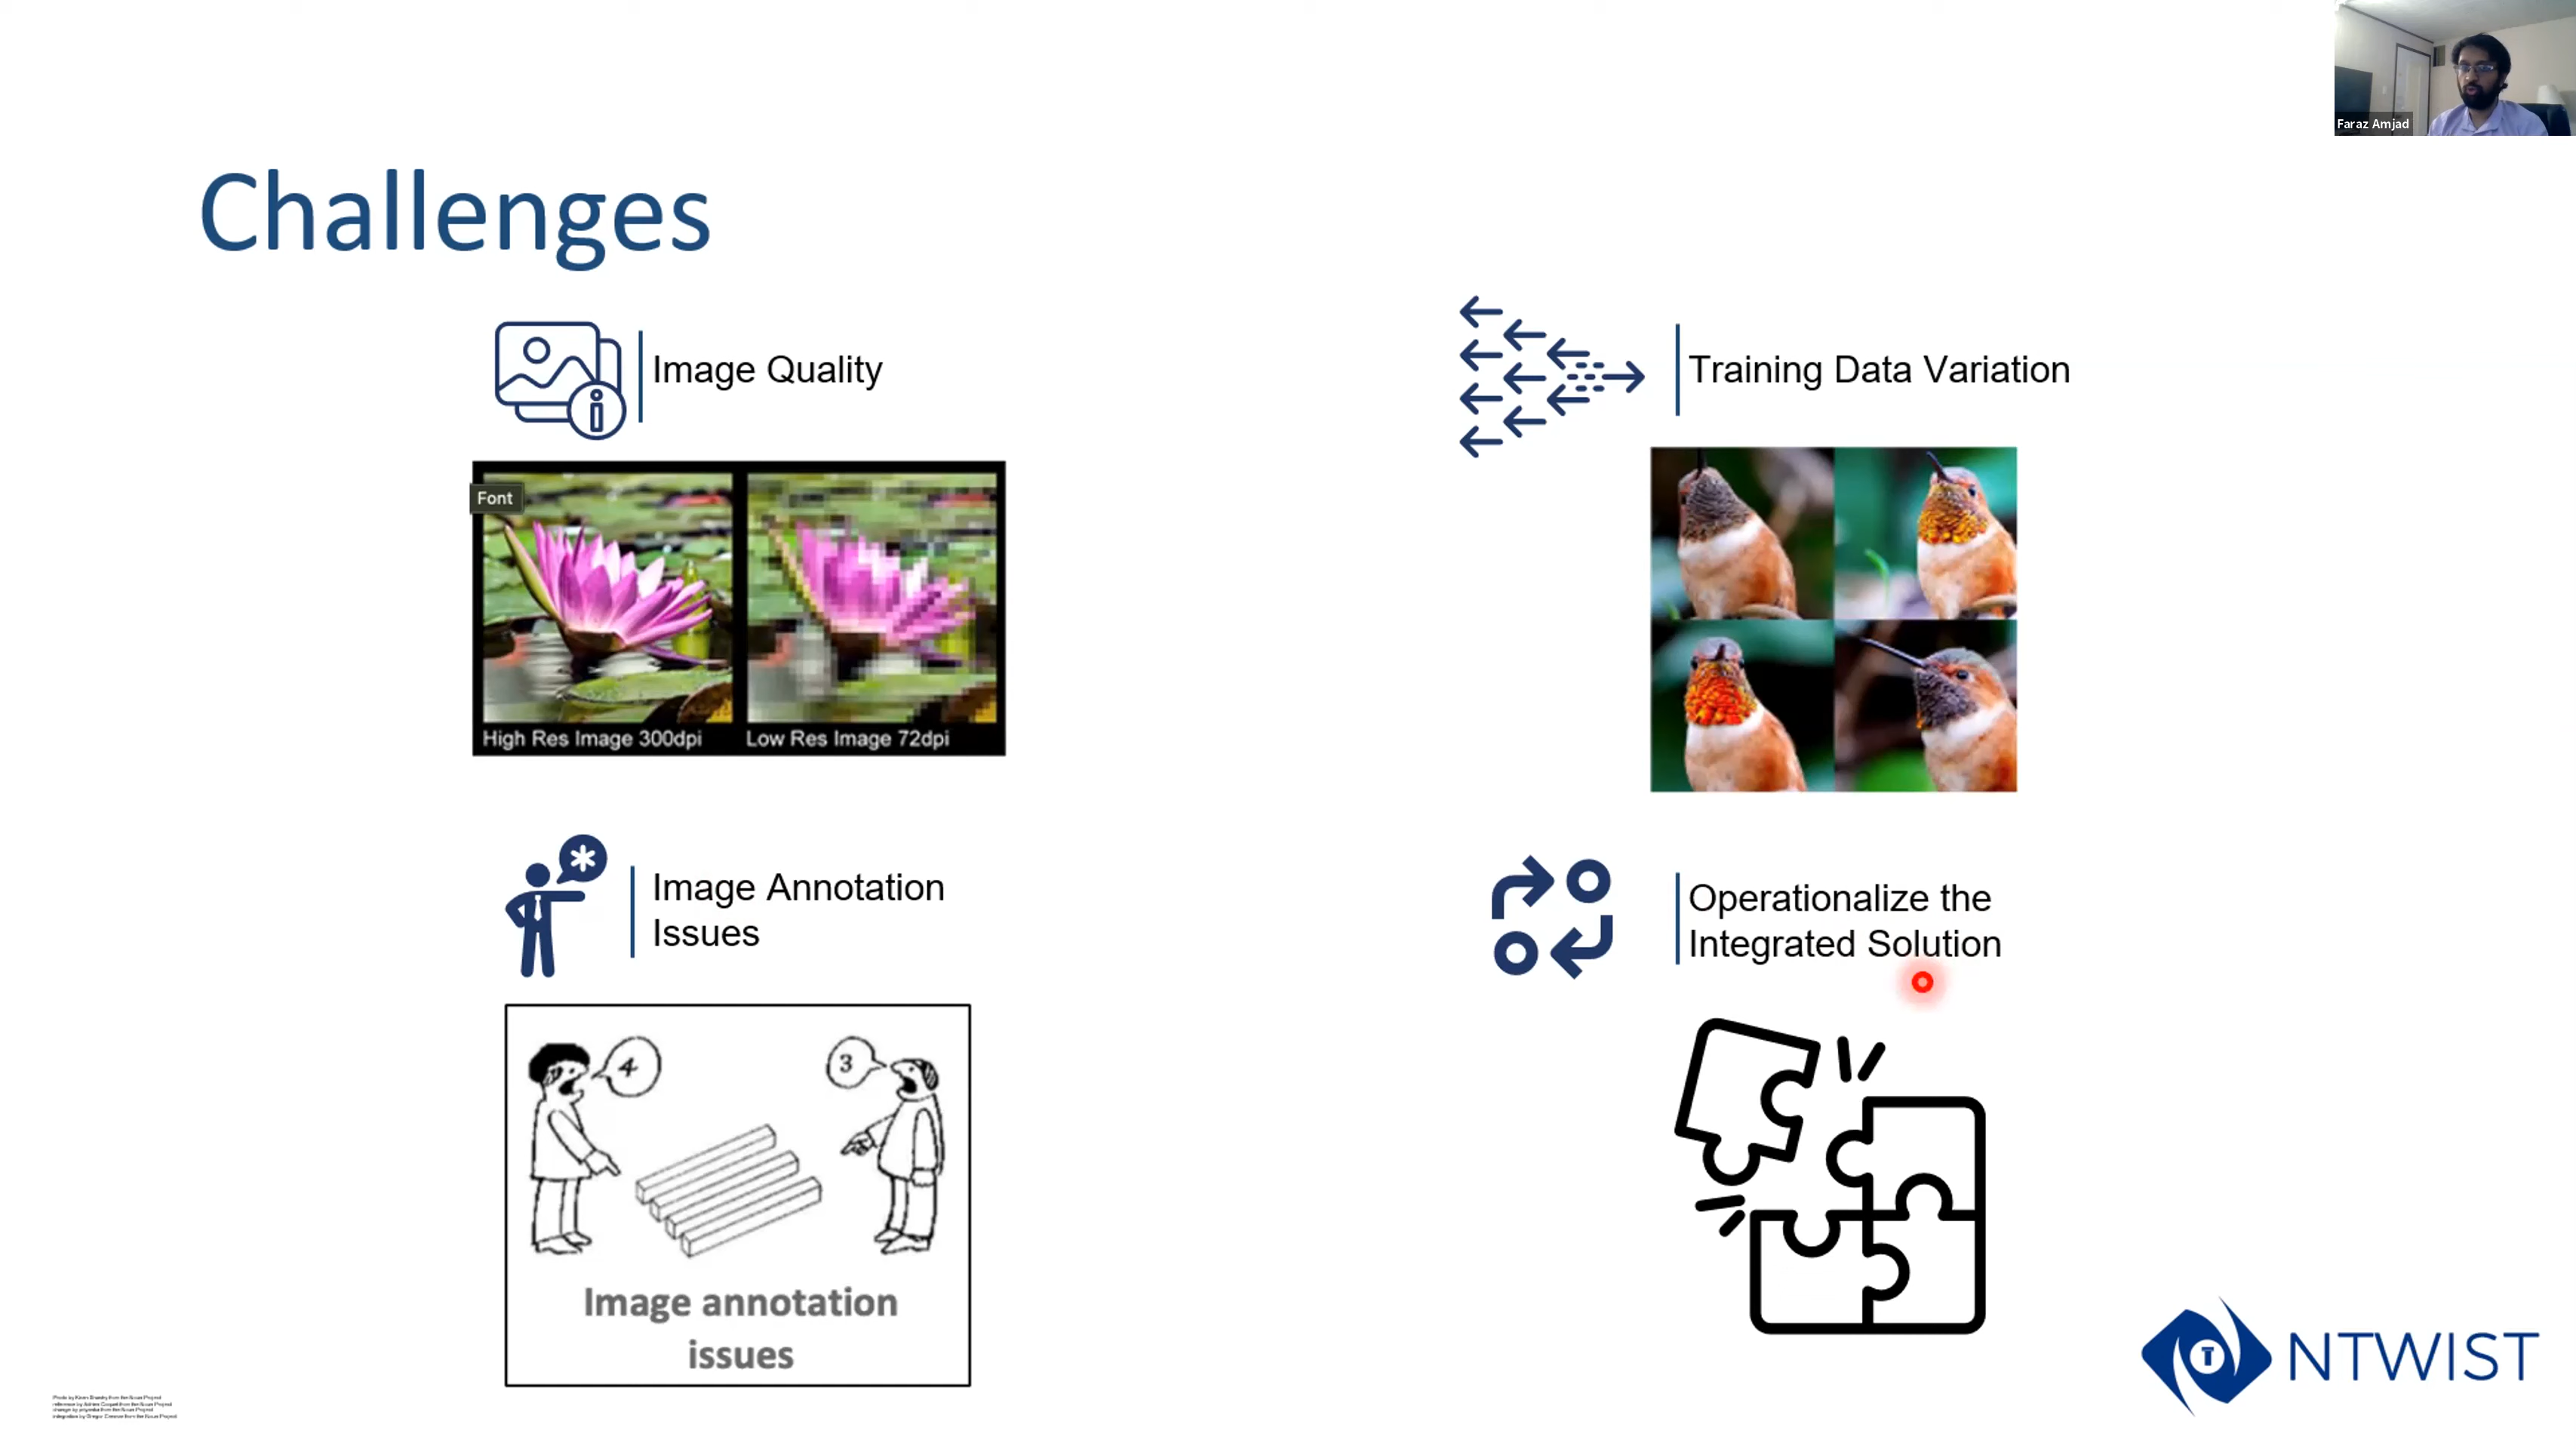 Faraz Amjad
Challenges
Image Quality
Font
High Res Image 300dpi
Low Res Image 72dpi
Training Data Variation
Image Annotation
Issues
4
3
Image annotation
issues
Operationalize the
Integrated Solution
T
NTWIST